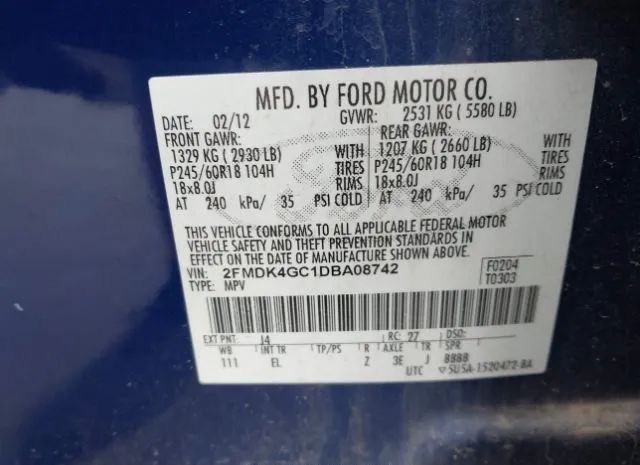 MFD. BY FORD MOTOR CO.
DATE: 02/12 GVWR: 2531 KG ( 5580 LB)
FRONT GAWR: REAR GAWR:
1329 KG ( 2930 LB) WITH 1207 KG ( 2660 LB) WITH
P245/60R18 104H TIRES P245/60R18 104H TIRES
18x8.0J RIMS 18x8.0J RIMS
AT 240 kPa/ 35 PSI COLD AT 240 kPa/ 35 PSI COLD
THIS VEHICLE CONFORMS TO ALL APPLICABLE FEDERAL MOTOR
VEHICLE SAFETY AND THEFT PREVENTION STANDARDS IN
EFFECT ON THE DATE OF MANUFACTURE SHOWN ABOVE.
VIN: 2FMDK4GC1DBA08742 F0204
TYPE: MPV T0303
EXT PNT: J4 RC: 27 DSO:
WB INT TR TP/PS R AXLE TR SPR
111 EL 2 3E J BBBB
UTC ▽5U5A-1520472-BA